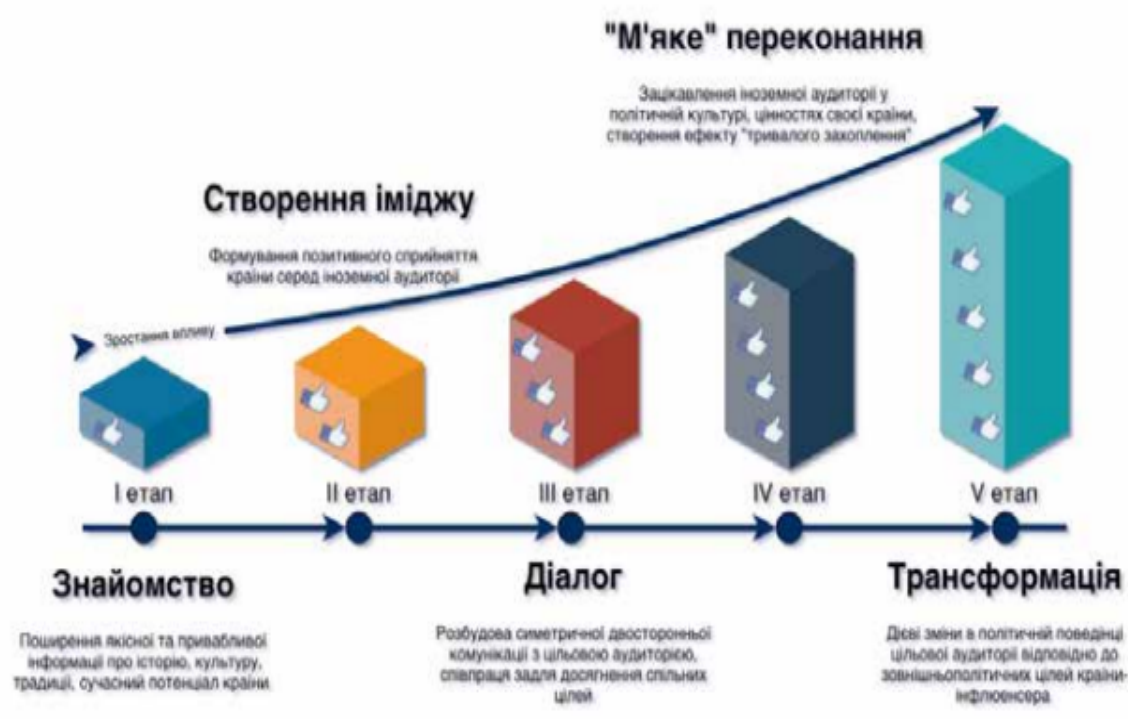 "М'яке" переконання
Зацікавлення іноземної аудиторії у
політичній культурі, цінностях своєї країни,
створення ефекту "тривалого захоплення"
Створення іміджу
Формування позитивного сприйняття
країни серед іноземної аудиторії
Зростання впливу
I етап
II етап
III етап
IV етап
V етап
Знайомство
Поширення якісної та привабливої
інформації про історію, культуру,
традиції, сучасний потенціал країни
Діалог
Розбудова симетричної двосторонньої
комунікації з цільовою аудиторією,
співпраця задля досягнення спільних
цілей
Трансформація
Дієві зміни в політичній поведінці
цільової аудиторії відповідно до
зовнішньополітичних цілей країни-
інфлюенсера